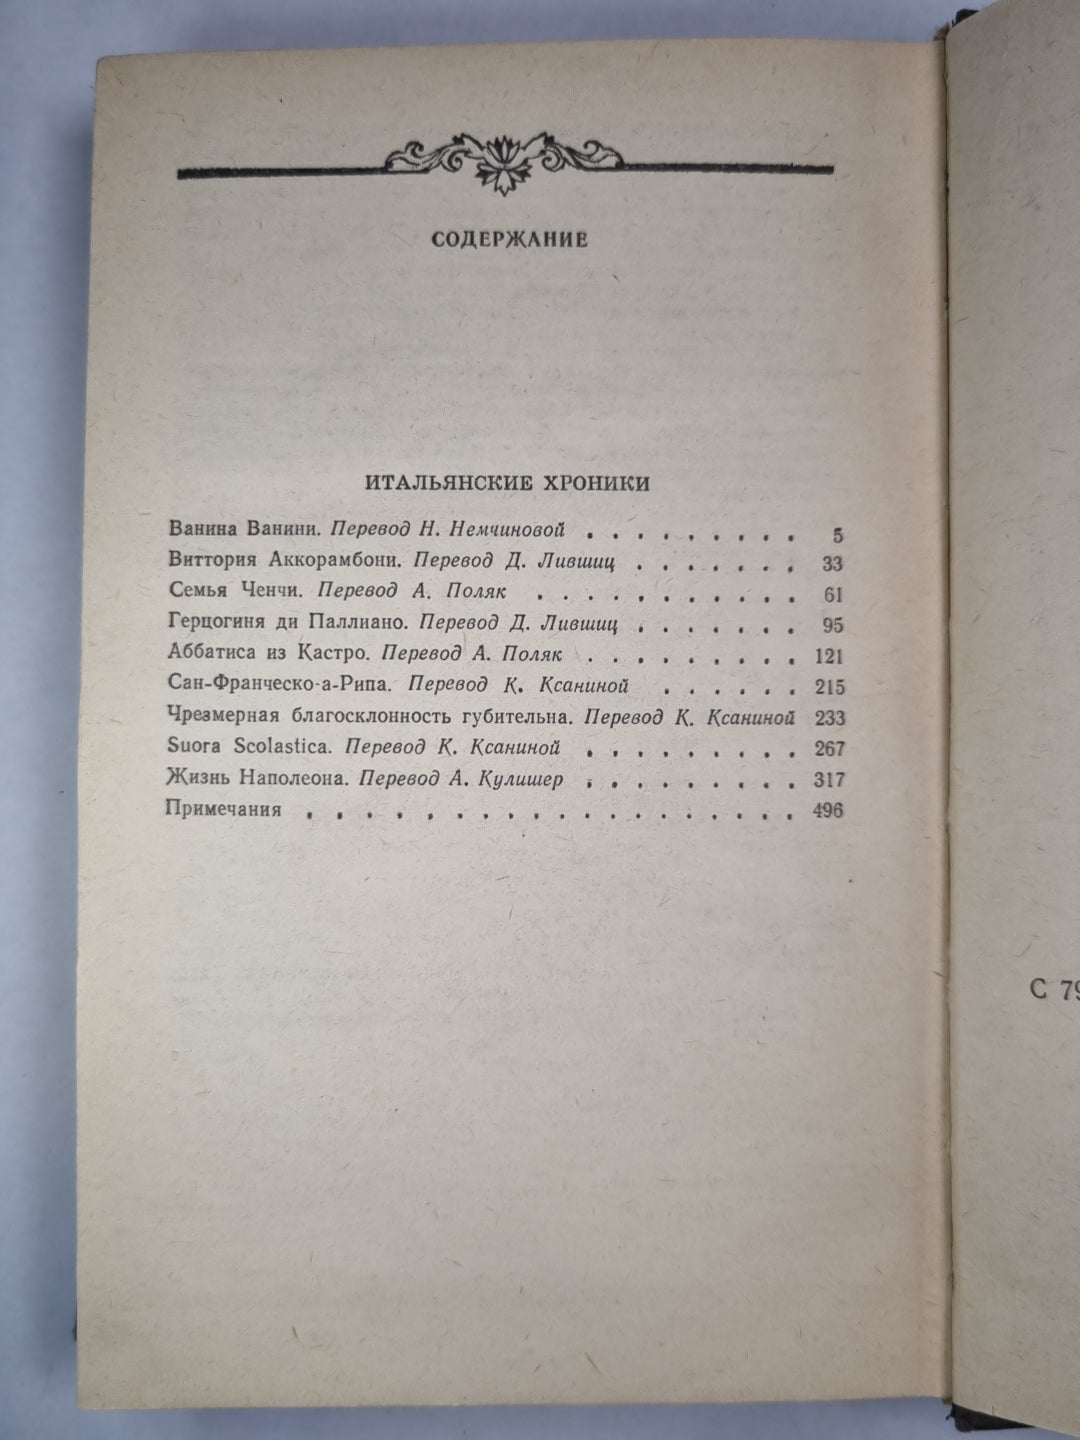 СОДЕРЖАНИЕ
ИТАЛЬЯНСКИЕ ХРОНИКИ
Ванина Ванини. Перевод Н. Немчиновой . . . . . . . . . 5
Виттория Аккорамбони. Перевод Д. Лившиц . . . . . . . 33
Семья Ченчи. Перевод А. Поляк . . . . . . . . . . . 61
Герцогиня ди Паллиано. Перевод Д. Лившиц . . . . . . . 95
Аббатиса из Кастро. Перевод А. Поляк . . . . . . . . . 121
Сан-Франческо-а-Рипа. Перевод К. Ксаниной . . . . . . 215
Чрезмерная благосклонность губительна. Перевод К. Ксаниной 233
Suora Scolastica. Перевод К. Ксаниной . . . . . . . . . 267
Жизнь Наполеона. Перевод А. Кулишер . . . . . . . . . 317
Примечания . . . . . . . . . . . . . . . . . . 496
С 79